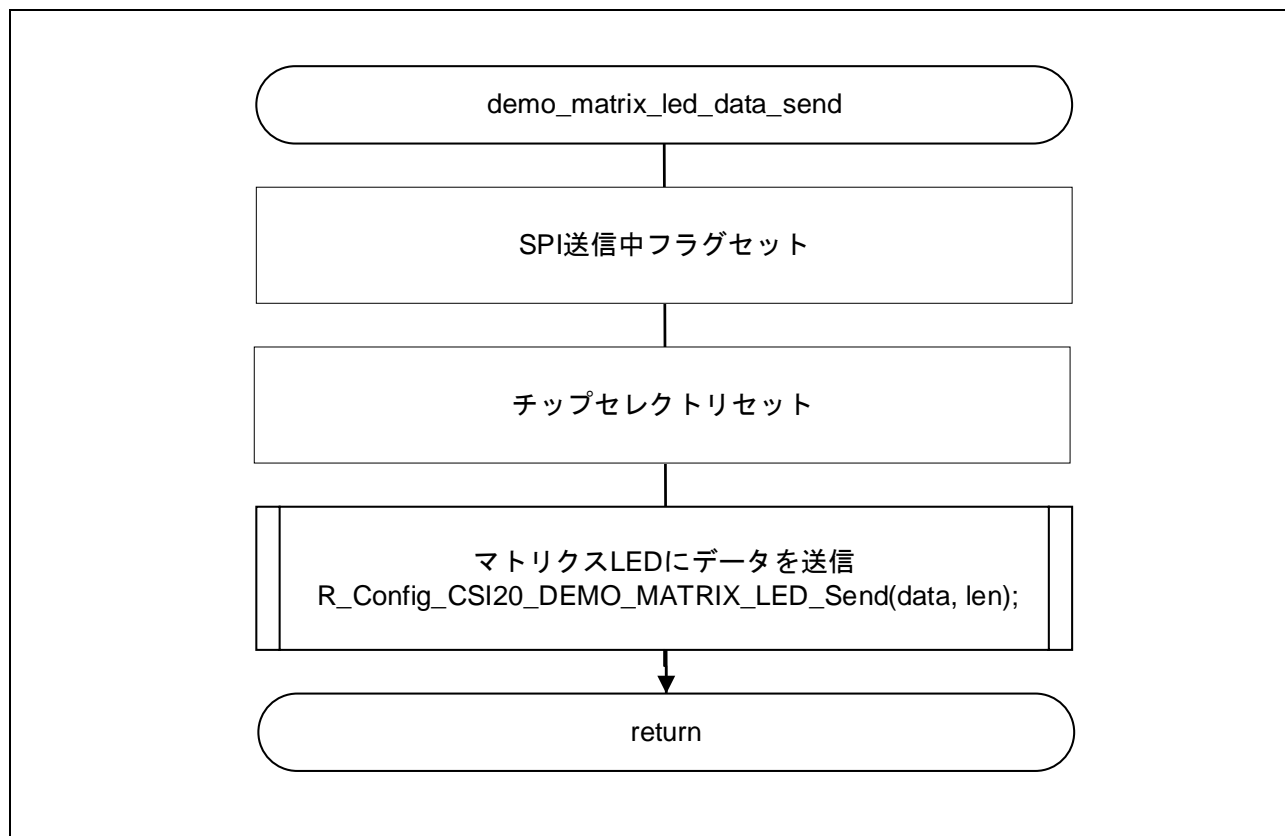 demo_matrix_led_data_send
SPI送信中フラグセット
チップセレクトリセット
マトリクスLEDにデータを送信
R_Config_CSI20_DEMO_MATRIX_LED_Send(data, len);
return